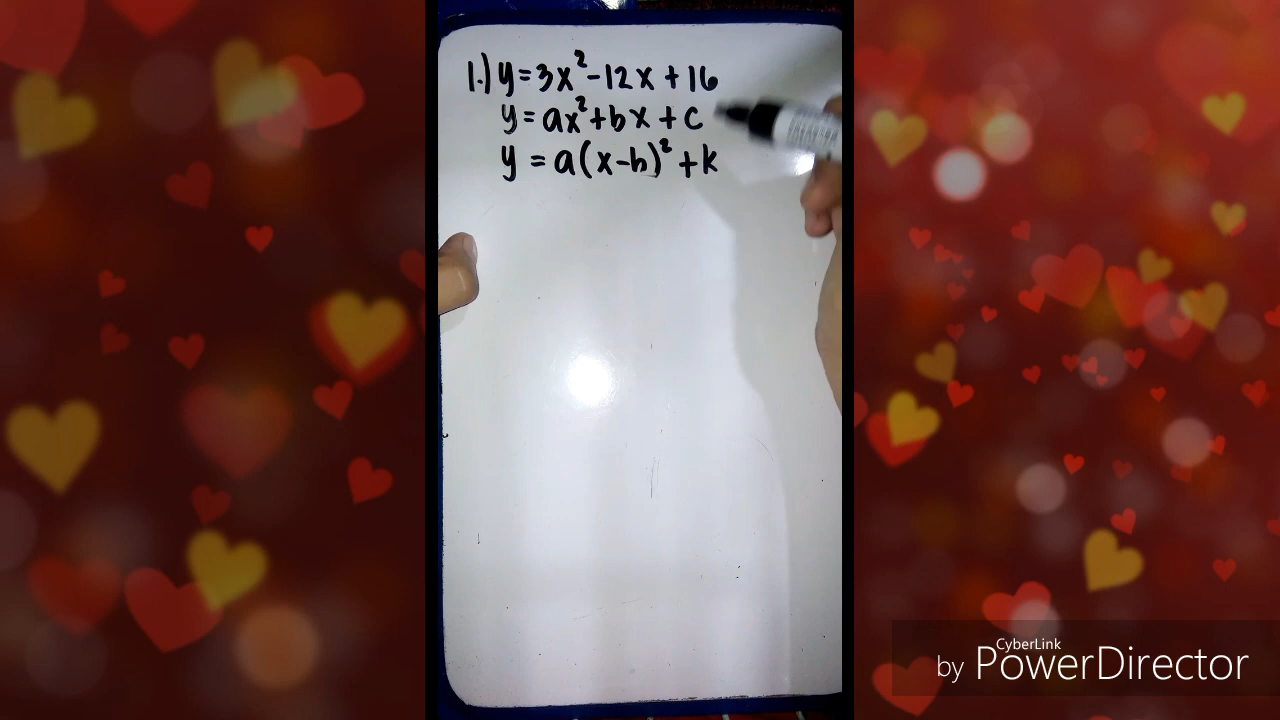 1.) y=3x²-12x+16
y=ax²+bx+c
y=a(x-h)²+k
CyberLink
by PowerDirector